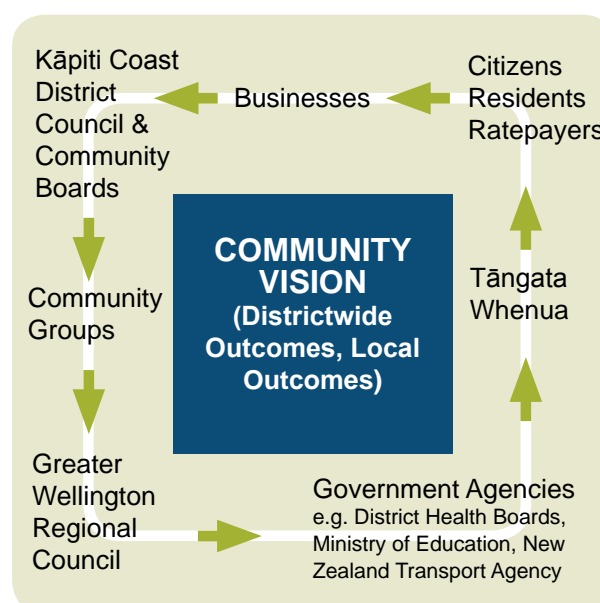 Kāpiti Coast
District
Council &
Community
Boards
Businesses
Citizens
Residents
Ratepayers
COMMUNITY
VISION
(Districtwide
Outcomes, Local
Outcomes)
Community
Groups
Tāngata
Whenua
Greater
Wellington
Regional
Council
Government Agencies
e.g. District Health Boards,
Ministry of Education, New
Zealand Transport Agency